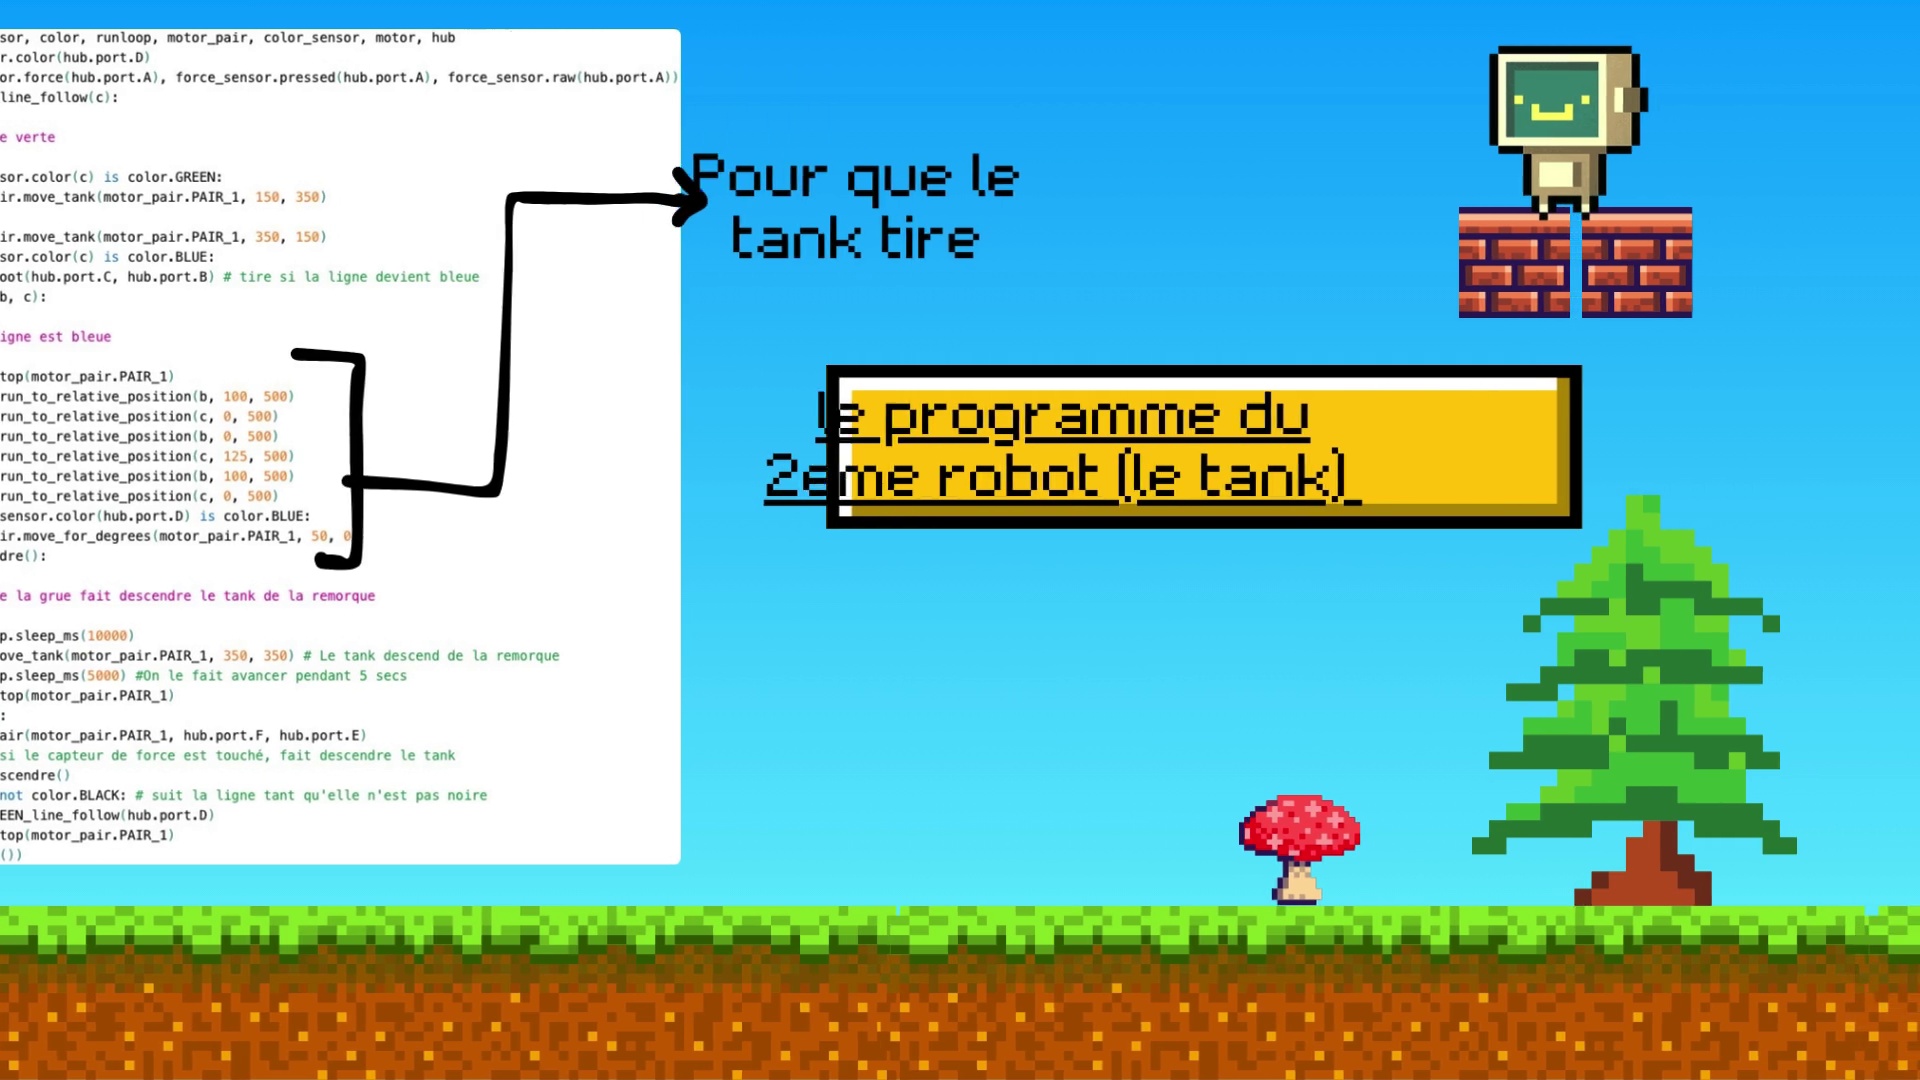 sor, color, runloop, motor_pair, color_sensor, motor, hub
r.color(hub.port.D)
or.force(hub.port.A), force_sensor.pressed(hub.port.A), force_sensor.raw(hub.port.A))
line_follow(c):
e verte
sor.color(c) is color.GREEN:
ir.move_tank(motor_pair.PAIR_1, 150, 350)
ir.move_tank(motor_pair.PAIR_1, 350, 150)
sor.color(c) is color.BLUE:
oot(hub.port.C, hub.port.B) # tire si la ligne devient bleue
b, c):
igne est bleue
top(motor_pair.PAIR_1)
run_to_relative_position(b, 100, 500)
run_to_relative_position(c, 0, 500)
run_to_relative_position(b, 0, 500)
run_to_relative_position(c, 125, 500)
run_to_relative_position(b, 100, 500)
run_to_relative_position(c, 0, 500)
sensor.color(hub.port.D) is color.BLUE:
ir.move_for_degrees(motor_pair.PAIR_1, 50, 0
dre():
e la grue fait descendre le tank de la remorque
p.sleep_ms(10000)
ove_tank(motor_pair.PAIR_1, 350, 350) # Le tank descend de la remorque
p.sleep_ms(5000) #On le fait avancer pendant 5 secs
top(motor_pair.PAIR_1)
:
air(motor_pair.PAIR_1, hub.port.F, hub.port.E)
si le capteur de force est touché, fait descendre le tank
scendre()
not color.BLACK: # suit la ligne tant qu'elle n'est pas noire
EEN_line_follow(hub.port.D)
top(motor_pair.PAIR_1)
())
Pour que le
tank tire
le programme du
2eme robot (le tank)